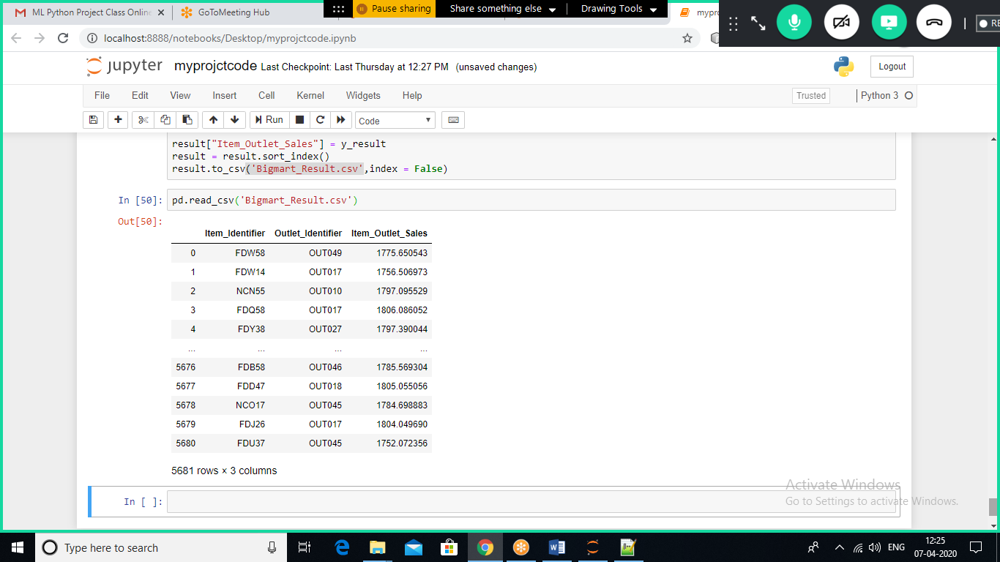 ML Python Project Class Online
GoToMeeting Hub
Pause sharing
Share something else
Drawing Tools
localhost:8888/notebooks/Desktop/myprojctcode.ipynb
jupyter myprojctcode Last Checkpoint: Last Thursday at 12:27 PM (unsaved changes)
Logout
File Edit View Insert Cell Kernel Widgets Help
Trusted
Python 3
Run
Code
result["Item_Outlet_Sales"] = y_result
result = result.sort_index()
result.to_csv('Bigmart_Result.csv',index = False)
In [50]: pd.read_csv('Bigmart_Result.csv')
Out[50]:
Item_Identifier Outlet_Identifier Item_Outlet_Sales
0 FDW58 OUT049 1775.650543
1 FDW14 OUT017 1756.506973
2 NCN55 OUT010 1797.095529
3 FDQ58 OUT017 1806.086052
4 FDY38 OUT027 1797.390044
... ... ... ...
5676 FDB58 OUT046 1785.569304
5677 FDD47 OUT018 1805.055056
5678 NCO17 OUT045 1784.698883
5679 FDJ26 OUT017 1804.049690
5680 FDU37 OUT045 1752.072356
5681 rows × 3 columns
In [ ]:
Activate Windows
Go to Settings to activate Windows.
Type here to search
ENG
12:25
07-04-2020